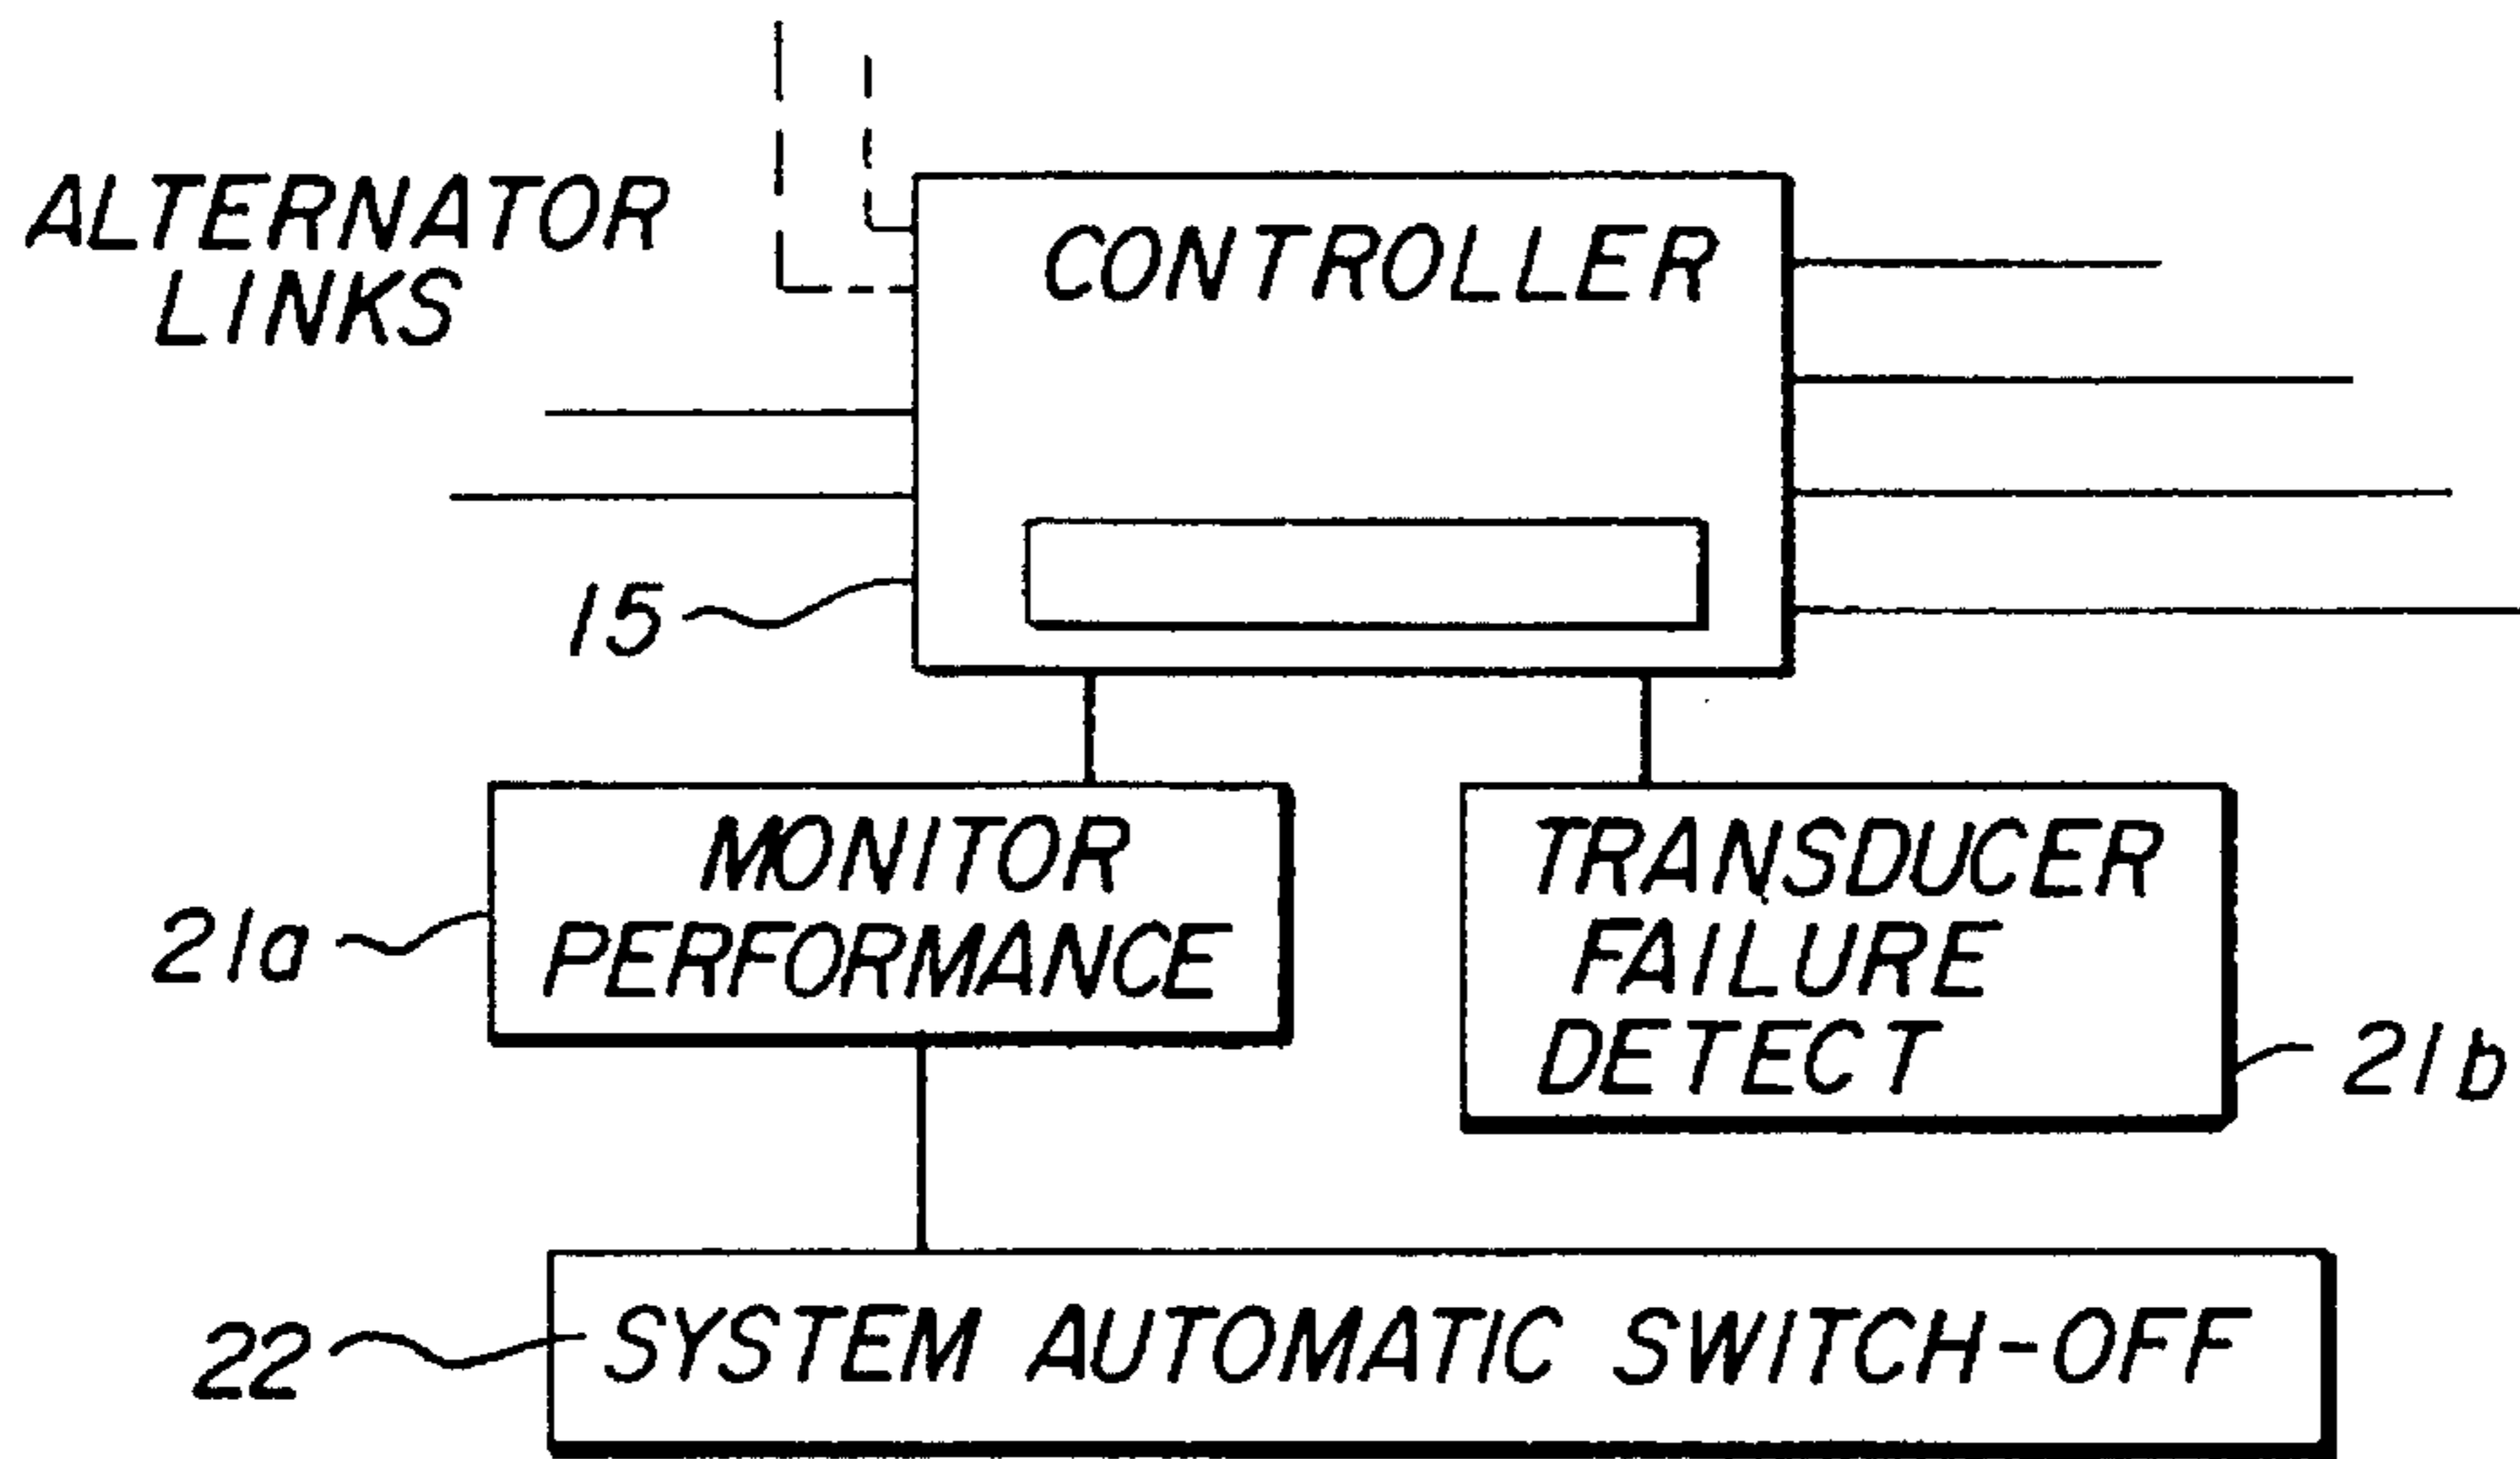 ALTERNATOR
LINKS
CONTROLLER
15
MONITOR
PERFORMANCE
21a
TRANSDUCER
FAILURE
DETECT
21b
22
SYSTEM AUTOMATIC SWITCH-OFF